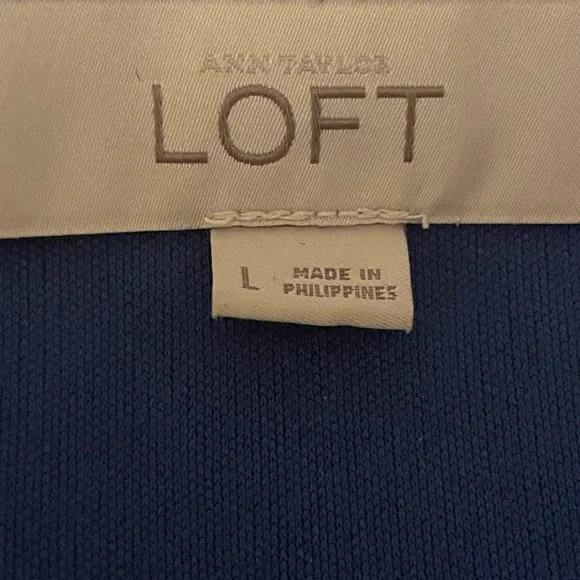 ANN TAYLOR
LOFT
L
MADE IN
PHILIPPINES